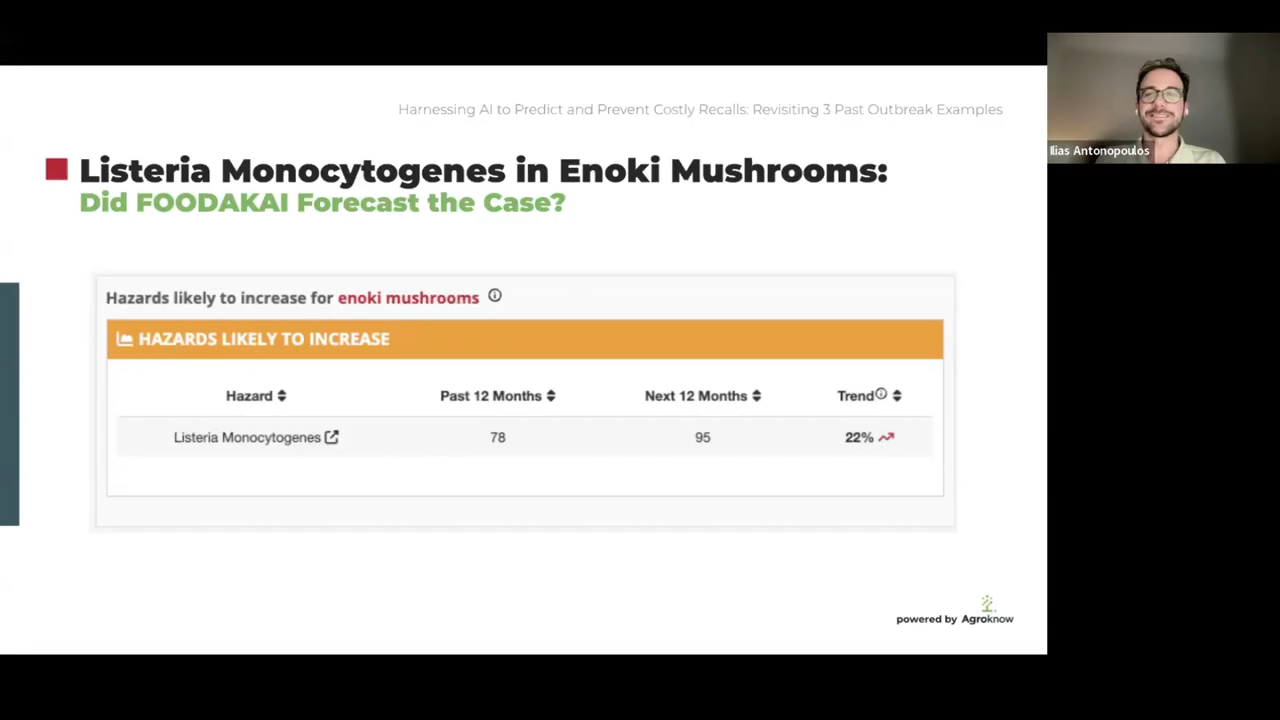 Harnessing AI to Predict and Prevent Costly Recalls: Revisiting 3 Past Outbreak Examples
Ilias Antonopoulos
Listeria Monocytogenes in Enoki Mushrooms:
Did FOODAKAI Forecast the Case?
Hazards likely to increase for enoki mushrooms
HAZARDS LIKELY TO INCREASE
Hazard Past 12 Months Next 12 Months Trend
Listeria Monocytogenes 78 95 22%
powered by Agroknow